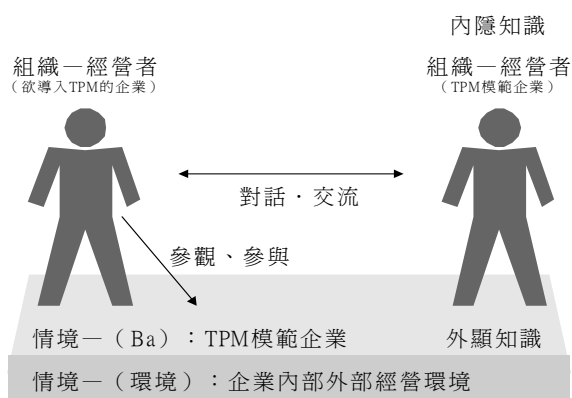 內隱知識
組織－經營者
（欲導入TPM的企業）
組織－經營者
（TPM模範企業）
對話．交流
參觀、參與
情境－（Ba）：TPM模範企業
外顯知識
情境－（環境）：企業內部外部經營環境